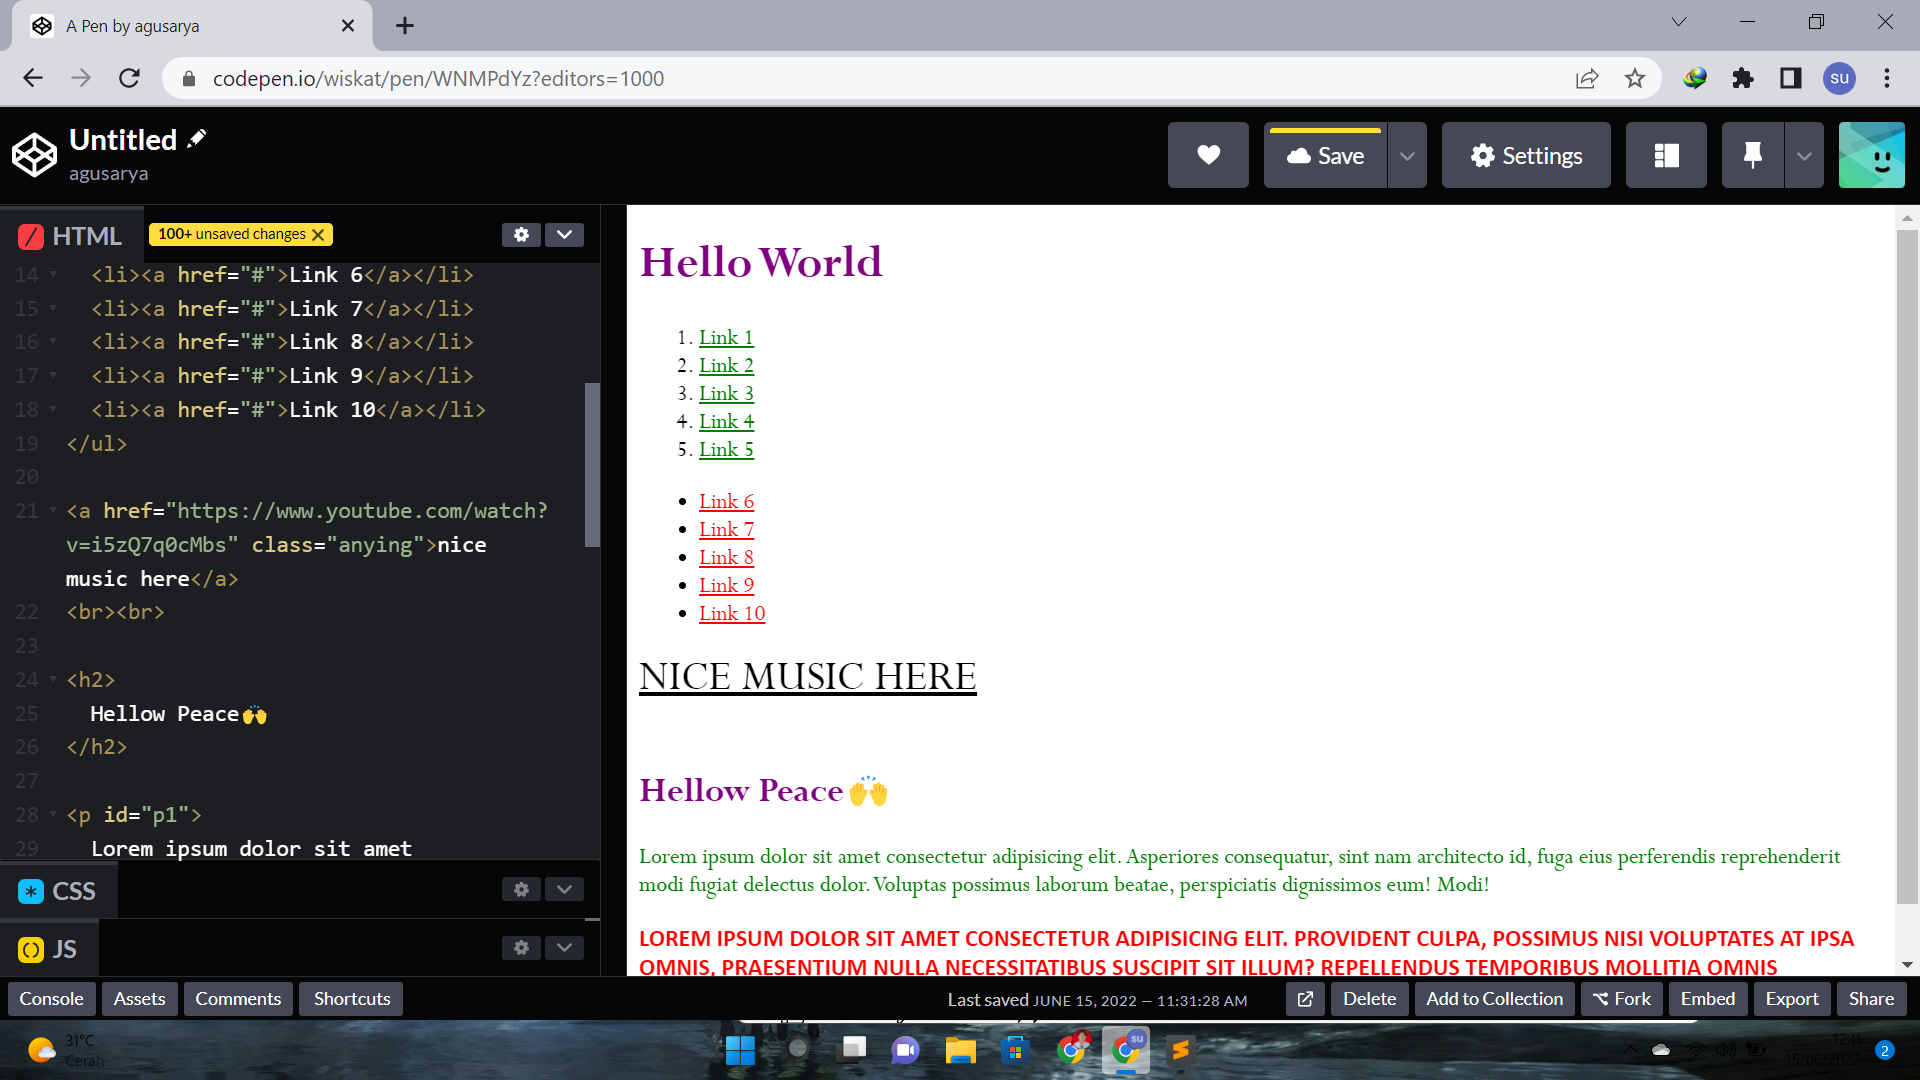 A Pen by agusarya
codepen.io/wiskat/pen/WNMPdYz?editors=1000
su
Untitled
agusarya
Save
Settings
HTML
100+ unsaved changes
14 <li><a href="#">Link 6</a></li>
15 <li><a href="#">Link 7</a></li>
16 <li><a href="#">Link 8</a></li>
17 <li><a href="#">Link 9</a></li>
18 <li><a href="#">Link 10</a></li>
19 </ul>
20
21 <a href="https://www.youtube.com/watch?
v=i5zQ7q0cMbs" class="anying">nice
music here</a>
22 <br><br>
23
24 <h2>
25 Hellow Peace🙌
26 </h2>
27
28 <p id="p1">
29 Lorem ipsum dolor sit amet
CSS
JS
Hello World
1. Link 1
2. Link 2
3. Link 3
4. Link 4
5. Link 5
• Link 6
• Link 7
• Link 8
• Link 9
• Link 10
NICE MUSIC HERE
Hellow Peace🙌
Lorem ipsum dolor sit amet consectetur adipisicing elit. Asperiores consequatur, sint nam architecto id, fuga eius perferendis reprehenderit
modi fugiat delectus dolor. Voluptas possimus laborum beatae, perspiciatis dignissimos eum! Modi!
LOREM IPSUM DOLOR SIT AMET CONSECTETUR ADIPISICING ELIT. PROVIDENT CULPA, POSSIMUS NISI VOLUPTATES AT IPSA
OMNIS, PRAESENTIUM NULLA NECESSITATIBUS SUSCIPIT SIT ILLUM? REPELLENDUS TEMPORIBUS MOLLITIA OMNIS
Console
Assets
Comments
Shortcuts
Last saved JUNE 15, 2022 — 11:31:28 AM
Delete
Add to Collection
Fork
Embed
Export
Share
31°C
Cerah
su
12:11
15/06/2022
2